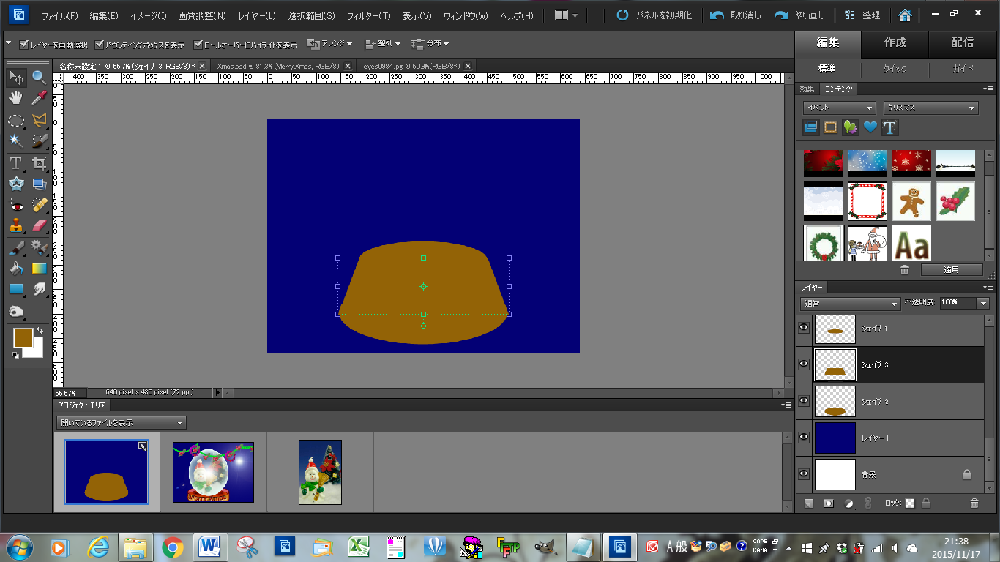 ファイル(F) 編集(E) イメージ(I) 画質調整(N) レイヤー(L) 選択範囲(S) フィルター(T) 表示(V) ウィンドウ(W) ヘルプ(H) パネルを初期化 取り消し やり直し 整理
レイヤーを自動選択 バウンディングボックスを表示 ロールオーバーにハイライトを表示 アレンジ 整列 分布
編集 作成 配信
標準 クイック ガイド
名称未設定 1 @ 66.7% (シェイプ 3, RGB/8) * Xmas.psd @ 81.3% (Merry.Xmas, RGB/8) eyes0984.jpg @ 60.9%(RGB/8*)
400 350 300 250 200 150 100 50 0 50 100 150 200 250 300 350 400 450 500 550 600 650 700 750 800 850 900 950 1000
効果 コンテンツ
イベント クリスマス
T
Aa
適用
レイヤー
通常 不透明度: 100%
シェイプ 1
シェイプ 3
シェイプ 2
レイヤー 1
背景
ロック:
66.67% 640 pixel x 480 pixel (72 ppi)
プロジェクトエリア
開いているファイルを表示
A 般 CAPS KANA
21:38
2015/11/17